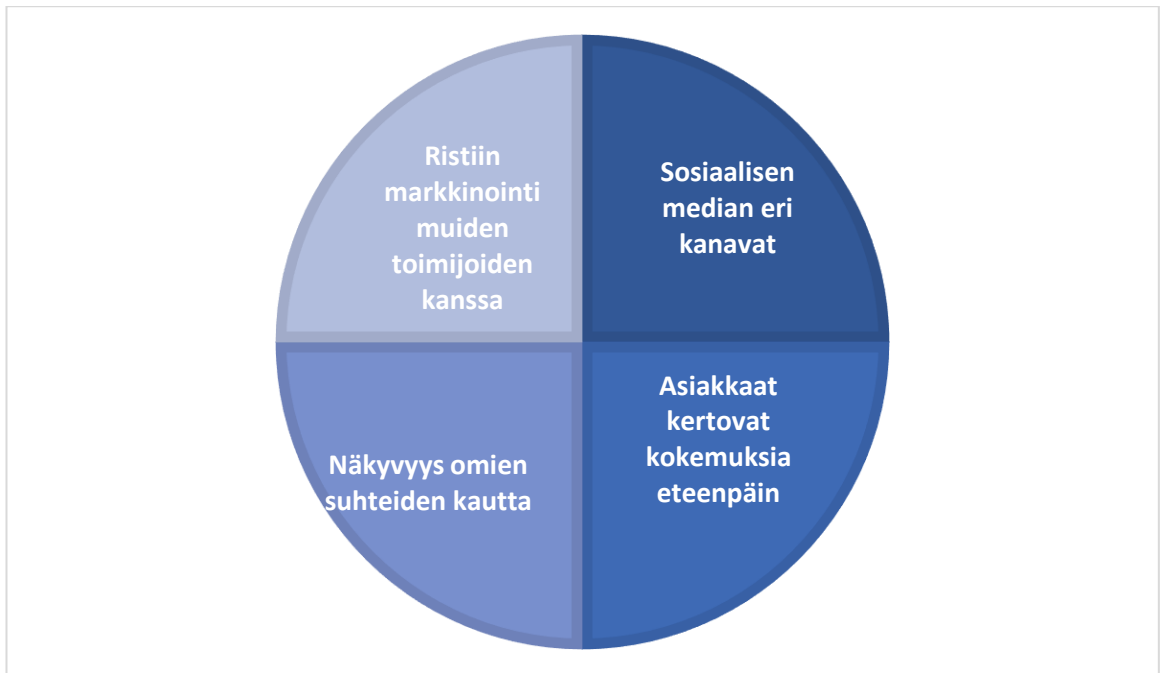 Ristiin
markkinointi
muiden
toimijoiden
kanssa
Sosiaalisen
median eri
kanavat
Näkyvyys omien
suhteiden kautta
Asiakkaat
kertovat
kokemuksia
eteenpäin